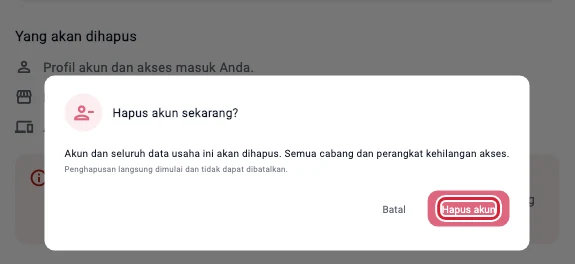 Yang akan dihapus
Profil akun dan akses masuk Anda.
Hapus akun sekarang?
Akun dan seluruh data usaha ini akan dihapus. Semua cabang dan perangkat kehilangan akses.
Penghapusan langsung dimulai dan tidak dapat dibatalkan.
Batal
Hapus akun